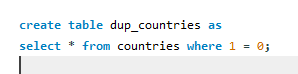 create table dup_countries as
select * from countries where 1 = 0;